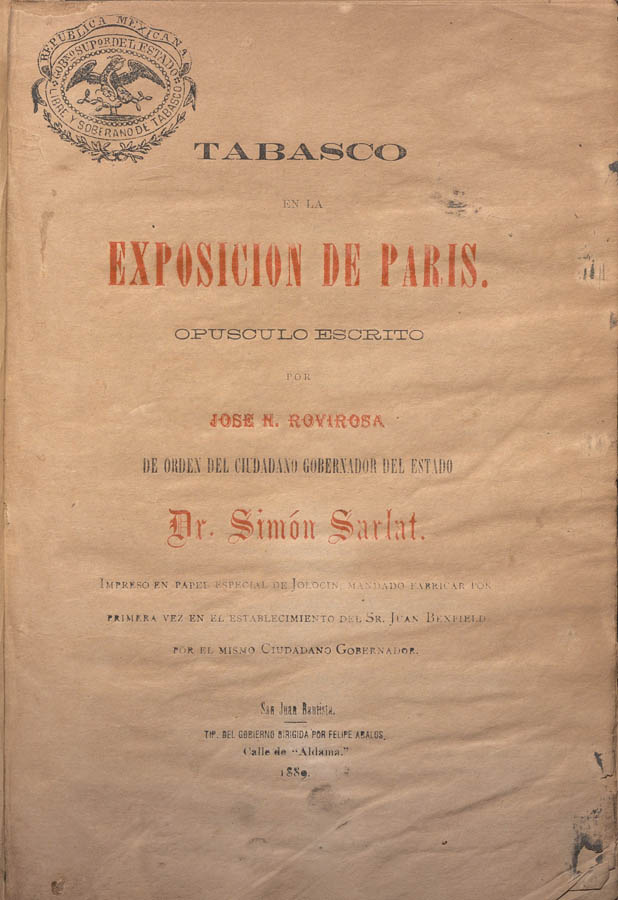 REPUBLICA MEXICANA
GOBNO SUPOR DEL ESTADO
LIBRE Y SOBERANO DE TABASCO
TABASCO
EN LA
EXPOSICION DE PARIS.
OPUSCULO ESCRITO
POR
JOSE N. ROVIROSA
DE ORDEN DEL CIUDADANO GOBERNADOR DEL ESTADO
Dr. Simón Sarlat.
IMPRESO EN PAPEL ESPECIAL DE JOLOCIN, MANDADO FABRICAR POR
PRIMERA VEZ EN EL ESTABLECIMIENTO DEL SR. JUAN BENFIELD
POR EL MISMO CIUDADANO GOBERNADOR.
San Juan Bautista.
TIP. DEL GOBIERNO DIRIGIDA POR FELIPE ABALOS,
Calle de "Aldama."
1889.